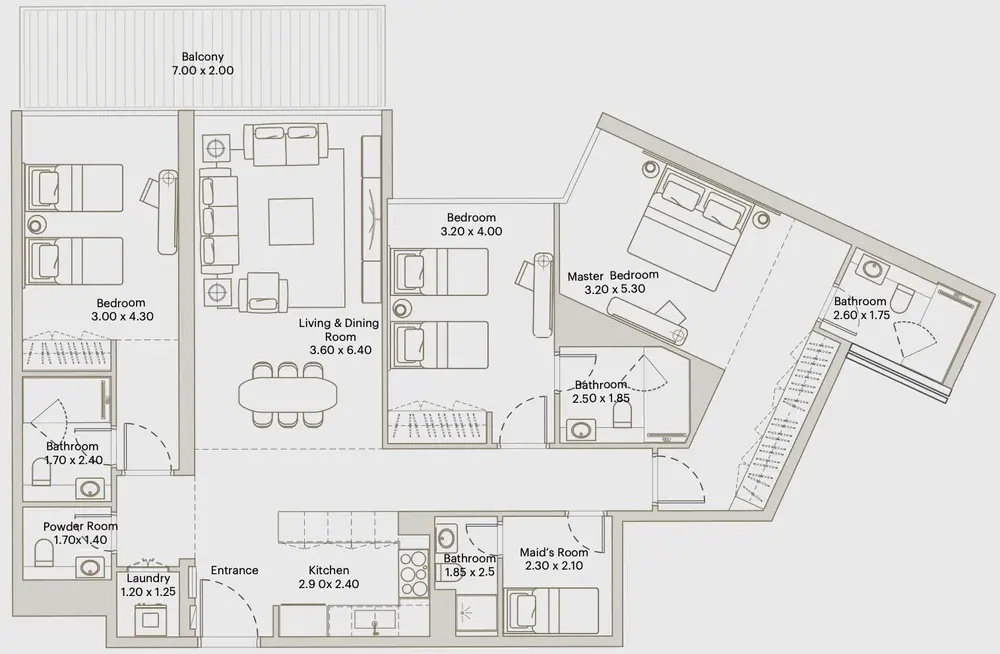 Balcony
7.00 x 2.00
Bedroom
3.20 x 4.00
Master Bedroom
3.20 x 5.30
Bedroom
3.00 x 4.30
Bathroom
2.60 x 1.75
Living & Dining
Room
3.60 x 6.40
Bathroom
2.50 x 1.85
Bathroom
1.70 x 2.40
Powder Room
1.70x 1.40
Laundry
1.20 x 1.25
Entrance
Kitchen
2.9 0x 2.40
Bathroom
1.85 x 2.5
Maid's Room
2.30 x 2.10